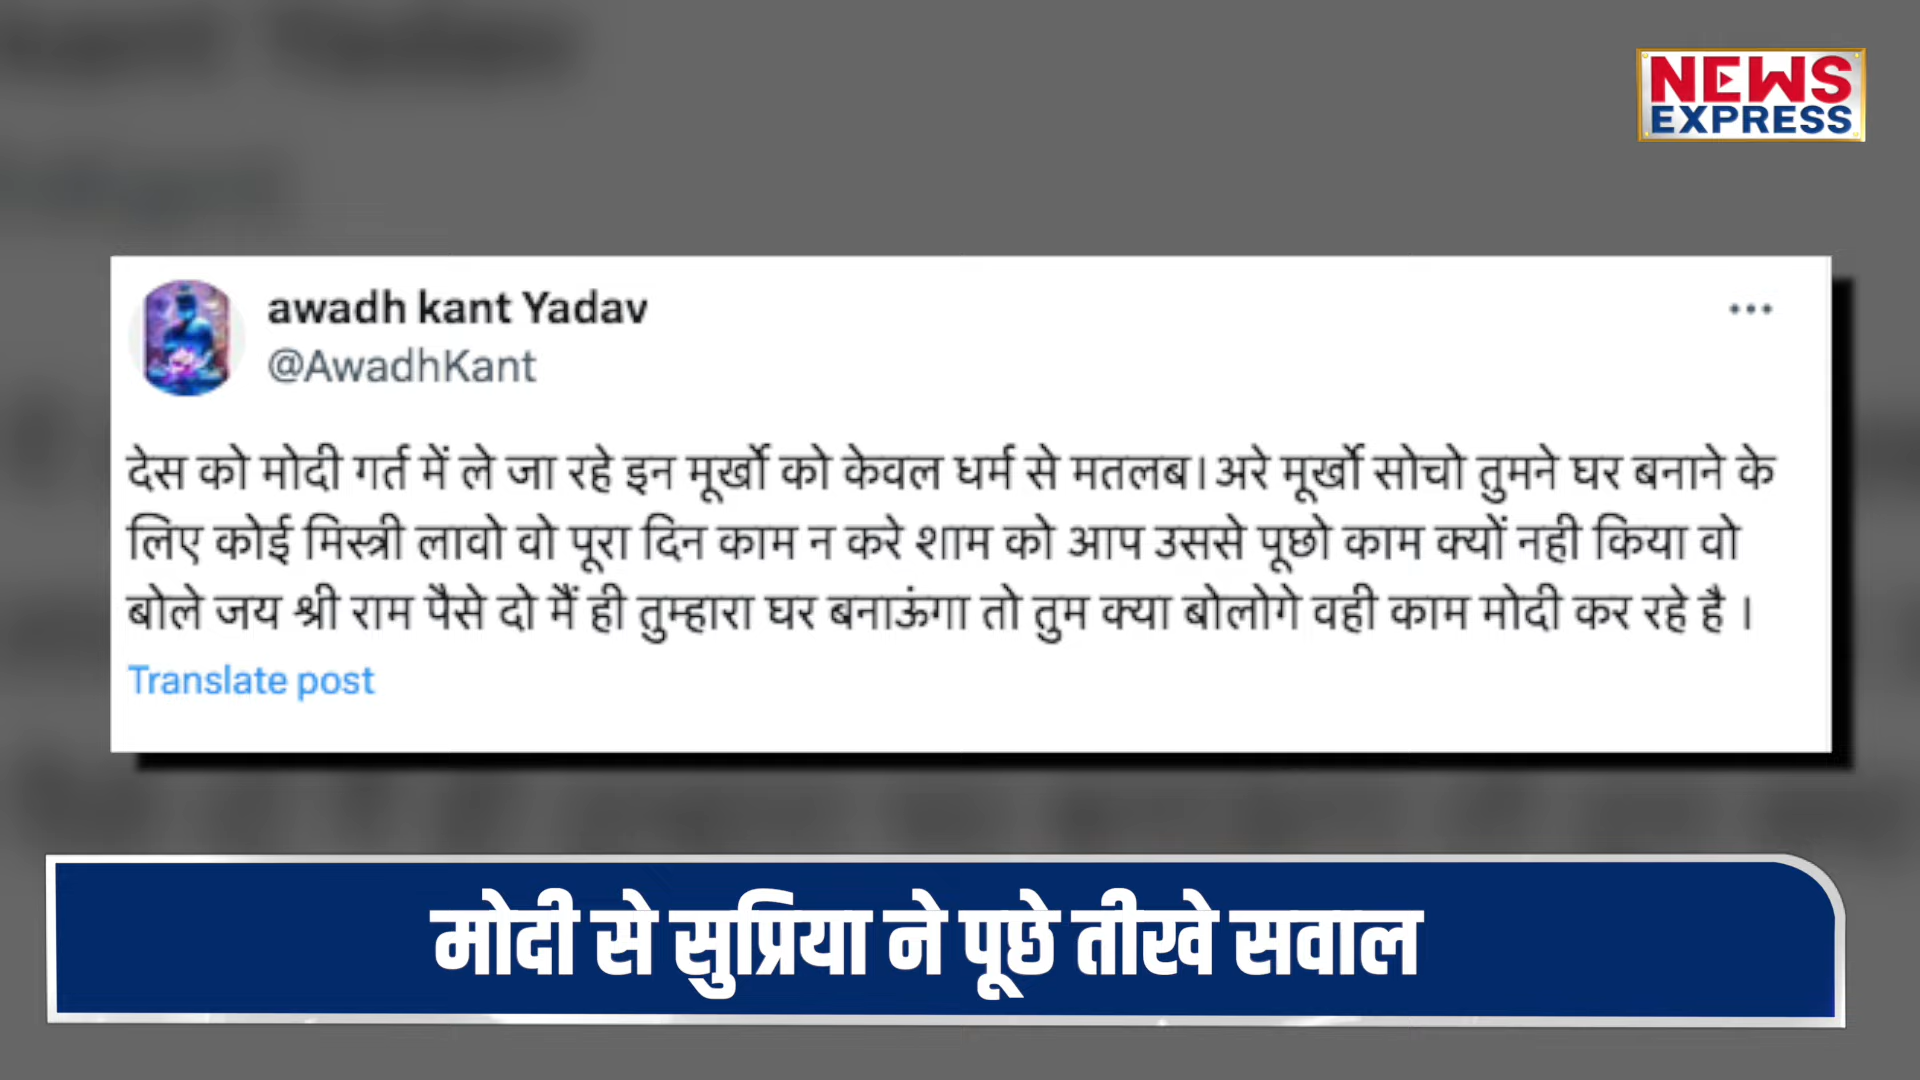 NEWS
EXPRESS
awadh kant Yadav
@AwadhKant
देस को मोदी गर्त में ले जा रहे इन मूर्खो को केवल धर्म से मतलब।अरे मूर्खो सोचो तुमने घर बनाने के
लिए कोई मिस्त्री लावो वो पूरा दिन काम न करे शाम को आप उससे पूछो काम क्यों नही किया वो
बोले जय श्री राम पैसे दो मैं ही तुम्हारा घर बनाऊंगा तो तुम क्या बोलोगे वही काम मोदी कर रहे है ।
Translate post
मोदी से सुप्रिया ने पूछे तीखे सवाल